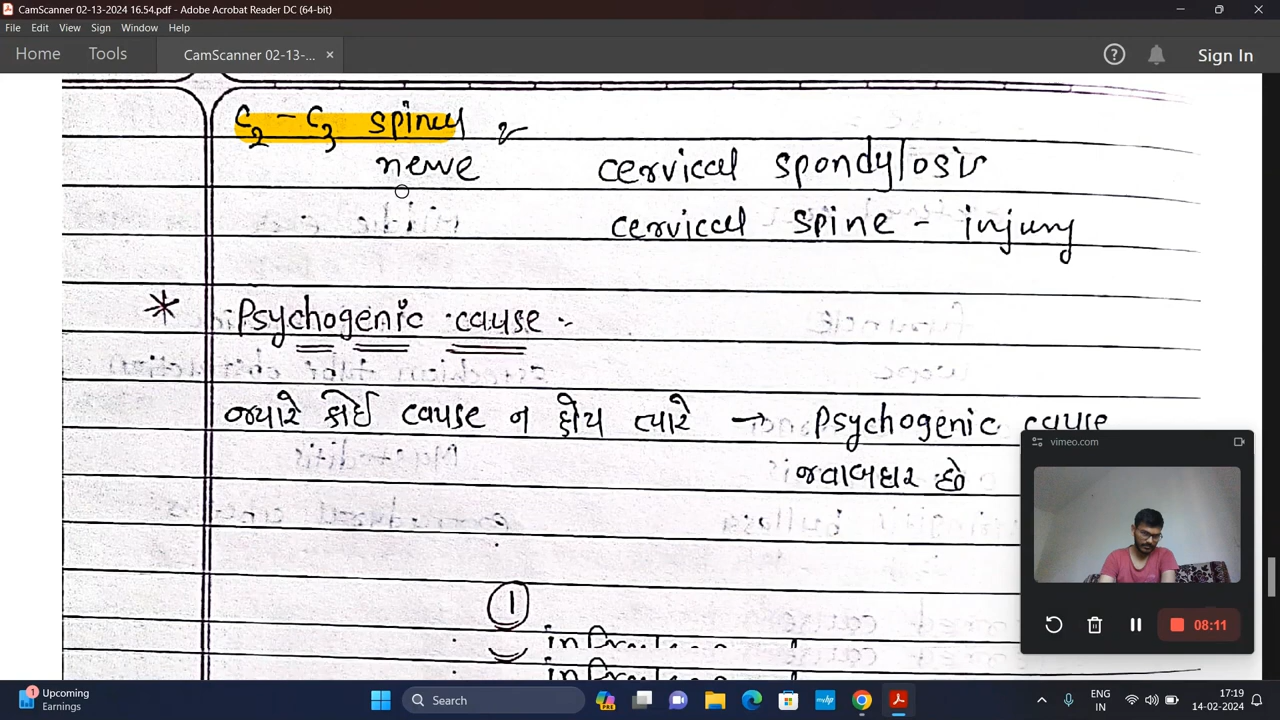 CamScanner 02-13-2024 16.54.pdf - Adobe Acrobat Reader DC (64-bit)
File Edit View Sign Window Help
Home Tools CamScanner 02-13-... × Sign In
C2 - C3 spinal
nerve cervical spondylosis
cervical spine - injury
* Psychogenic cause :-
જ્યારે કોઈ cause ન હોય ત્યારે → Psychogenic cause
જવાબદાર છે
vimeo.com
1
08:11
1 Upcoming
Earnings
Search
PRE
ENG
IN
17:19
14-02-2024